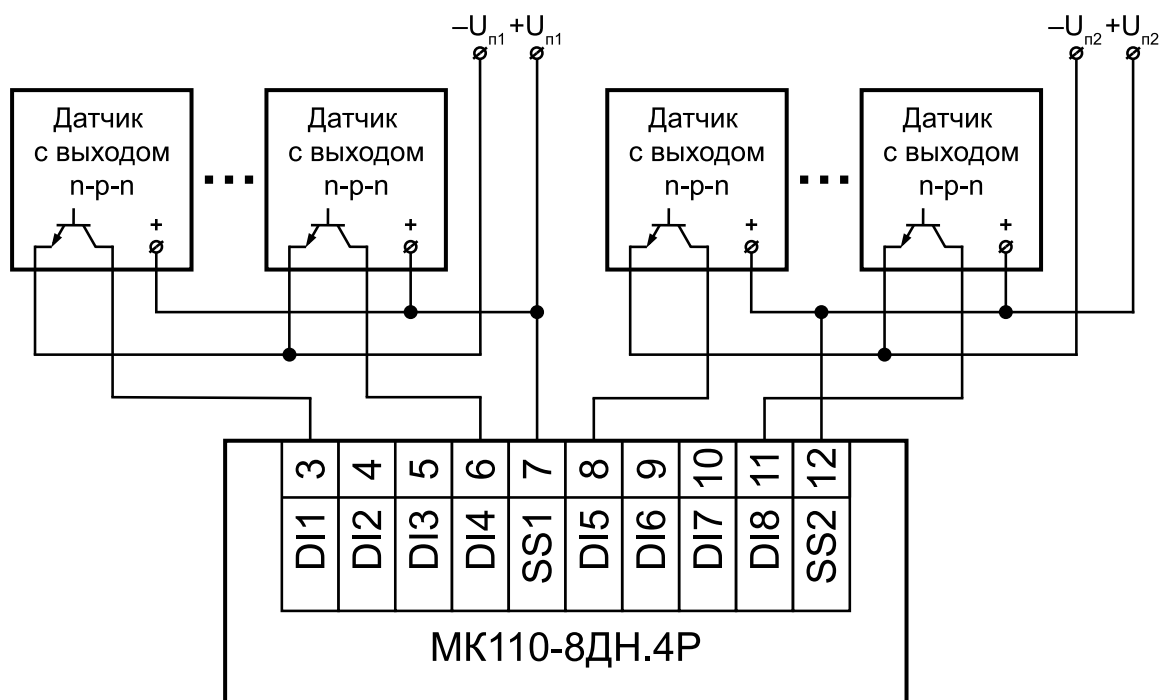 –Uп1 +Uп1
–Uп2 +Uп2
Датчик
с выходом
n-p-n
+
...
Датчик
с выходом
n-p-n
+
Датчик
с выходом
n-p-n
+
...
Датчик
с выходом
n-p-n
+
3 4 5 6 7 8 9 10 11 12
DI1 DI2 DI3 DI4 SS1 DI5 DI6 DI7 DI8 SS2
МК110-8ДН.4Р